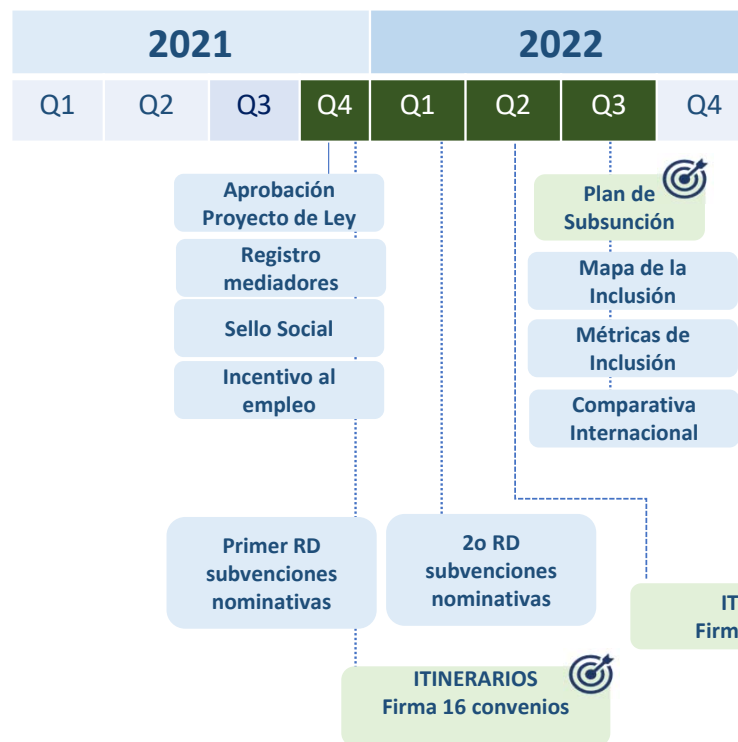 2021
2022
Q1
Q2
Q3
Q4
Q1
Q2
Q3
Q4
Aprobación
Proyecto de Ley
Registro
mediadores
Sello Social
Incentivo al
empleo
Plan de
Subsunción
Mapa de la
Inclusión
Métricas de
Inclusión
Comparativa
Internacional
Primer RD
subvenciones
nominativas
2o RD
subvenciones
nominativas
IT
Firm
ITINERARIOS
Firma 16 convenios